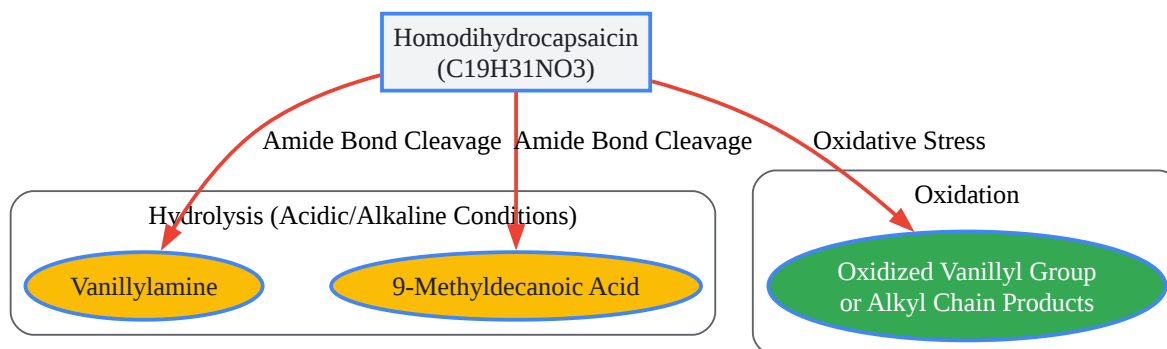 Homodihydrocapsaicin
(C19H31NO3)
Amide Bond Cleavage
Amide Bond Cleavage
Oxidative Stress
Hydrolysis (Acidic/Alkaline Conditions)
Oxidation
Vanillylamine
9-Methyldecanoic Acid
Oxidized Vanillyl Group
or Alkyl Chain Products